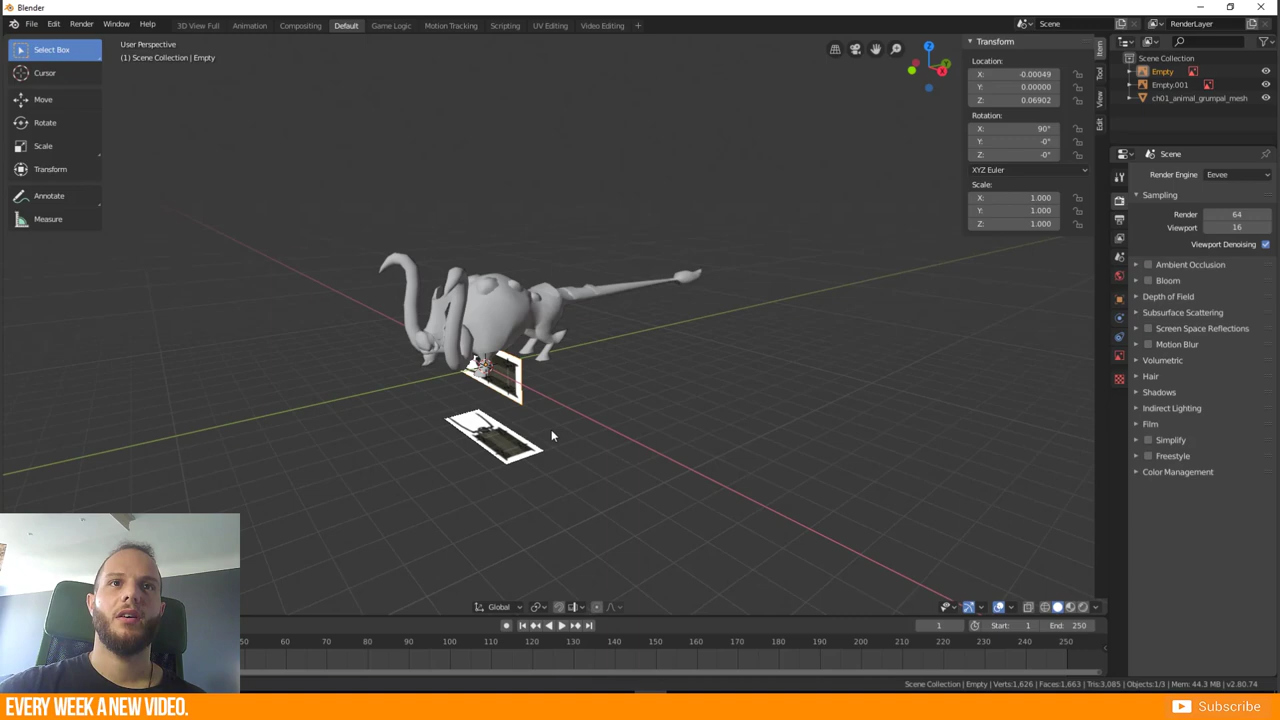 Blender
File Edit Render Window Help
3D View Full Animation Compositing Default Game Logic Motion Tracking Scripting UV Editing Video Editing +
Scene
RenderLayer
Select Box
Cursor
Move
Rotate
Scale
Transform
Annotate
Measure
User Perspective
(1) Scene Collection | Empty
Transform
Location:
X: -0.00049
Y: 0.00000
Z: 0.06902
Rotation:
X: 90°
Y: -0°
Z: -0°
XYZ Euler
Scale:
X: 1.000
Y: 1.000
Z: 1.000
Item
Tool
View
Edit
Scene Collection
Empty
Empty.001
ch01_animal_grumpal_mesh
Scene
Render Engine Eevee
Sampling
Render 64
Viewport 16
Viewport Denoising
Ambient Occlusion
Bloom
Depth of Field
Subsurface Scattering
Screen Space Reflections
Motion Blur
Volumetric
Hair
Shadows
Indirect Lighting
Film
Simplify
Freestyle
Color Management
Global
1 Start: 1 End: 250
50 60 70 80 90 100 110 120 130 140 150 160 170 180 190 200 210 220 230 240 250
Scene Collection | Empty | Verts:1,626 | Faces:1,663 | Tris:3,085 | Objects:1/3 | Mem: 44.3 MB | v2.80.74
EVERY WEEK A NEW VIDEO.
Subscribe